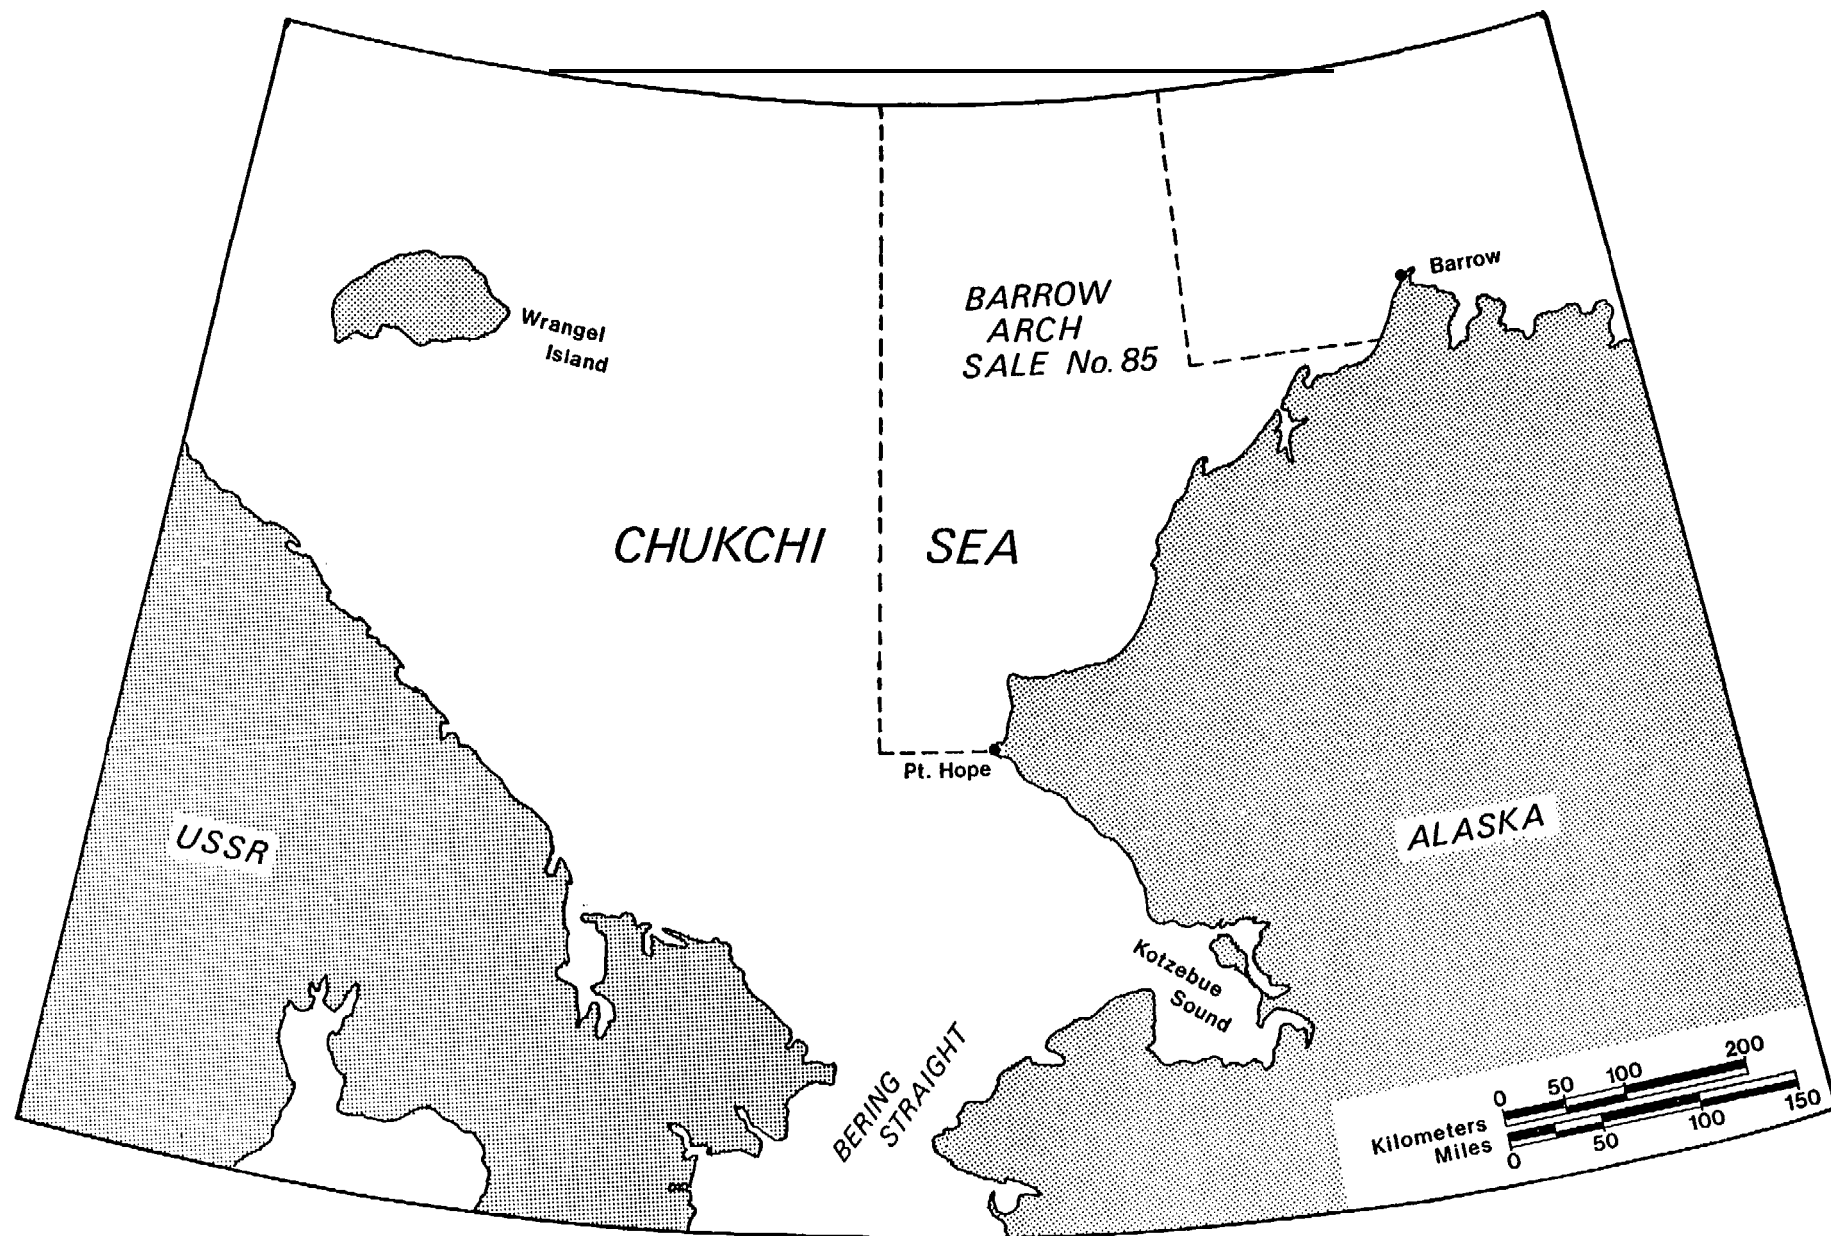 Barrow
BARROW
ARCH
SALE No. 85
Wrangel
Island
CHUKCHI SEA
Pt. Hope
USSR
ALASKA
Kotzebue
Sound
BERING
STRAIGHT
0 50 100 200
Kilometers
Miles
0 50 100 150